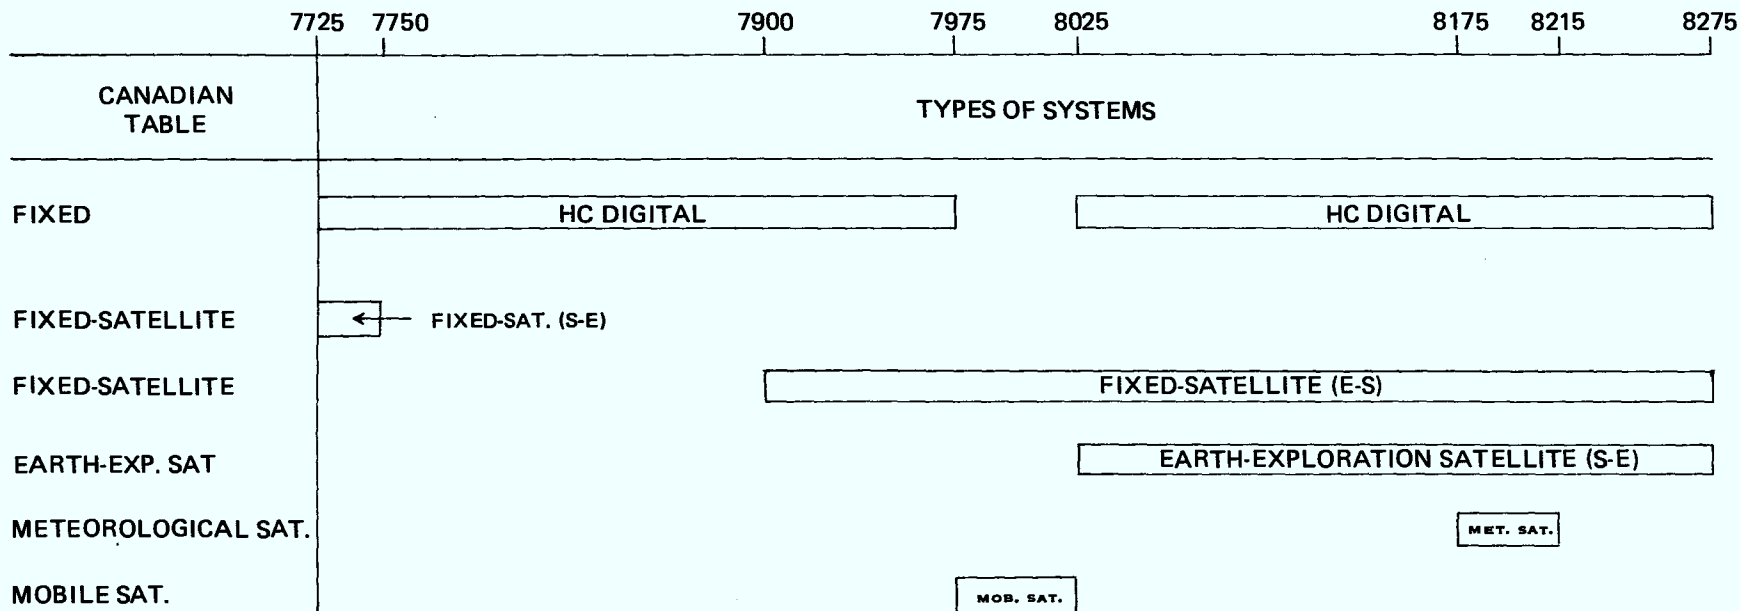 7725 7750 7900 7975 8025 8175 8215 8275
CANADIAN
TABLE
TYPES OF SYSTEMS
FIXED HC DIGITAL HC DIGITAL
FIXED-SATELLITE FIXED-SAT. (S-E)
FIXED-SATELLITE FIXED-SATELLITE (E-S)
EARTH-EXP. SAT EARTH-EXPLORATION SATELLITE (S-E)
METEOROLOGICAL SAT. MET. SAT.
MOBILE SAT. MOB. SAT.